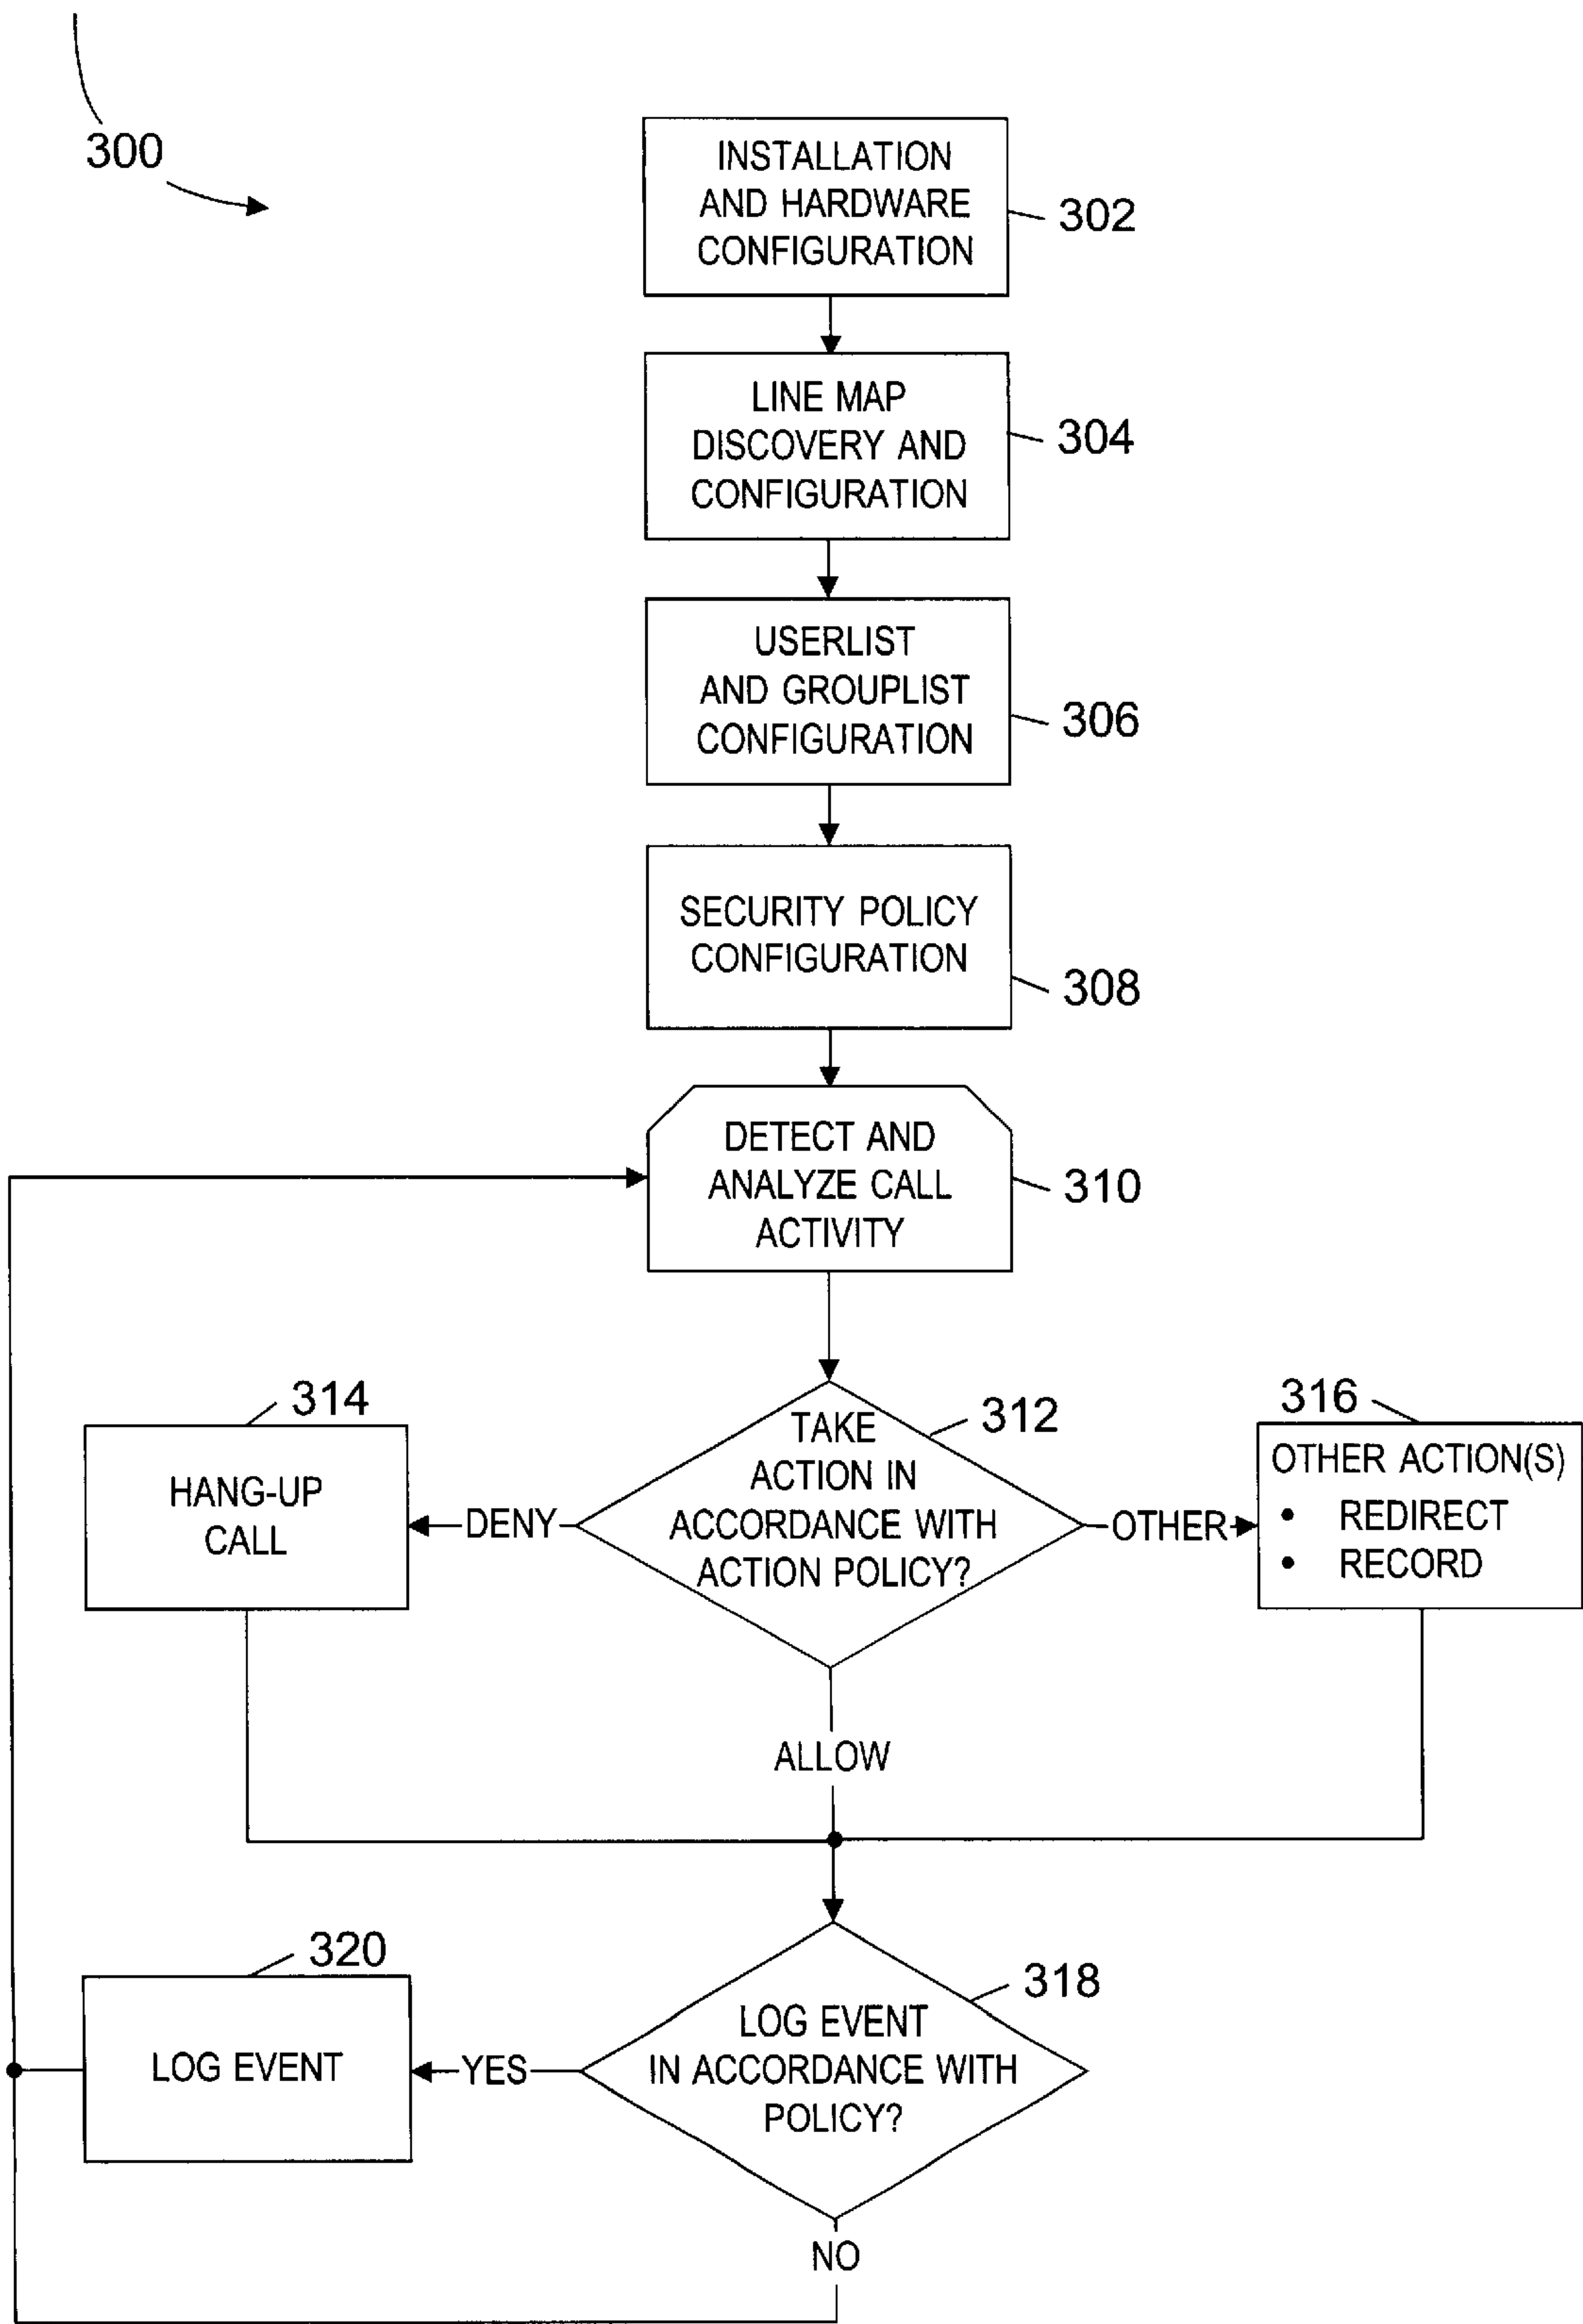 300
INSTALLATION
AND HARDWARE
CONFIGURATION
302
LINE MAP
DISCOVERY AND
CONFIGURATION
304
USERLIST
AND GROUPLIST
CONFIGURATION
306
SECURITY POLICY
CONFIGURATION
308
DETECT AND
ANALYZE CALL
ACTIVITY
310
314
HANG-UP
CALL
DENY
312
TAKE
ACTION IN
ACCORDANCE WITH
ACTION POLICY?
OTHER
316
OTHER ACTION(S)
• REDIRECT
• RECORD
ALLOW
320
LOG EVENT
YES
318
LOG EVENT
IN ACCORDANCE WITH
POLICY?
NO